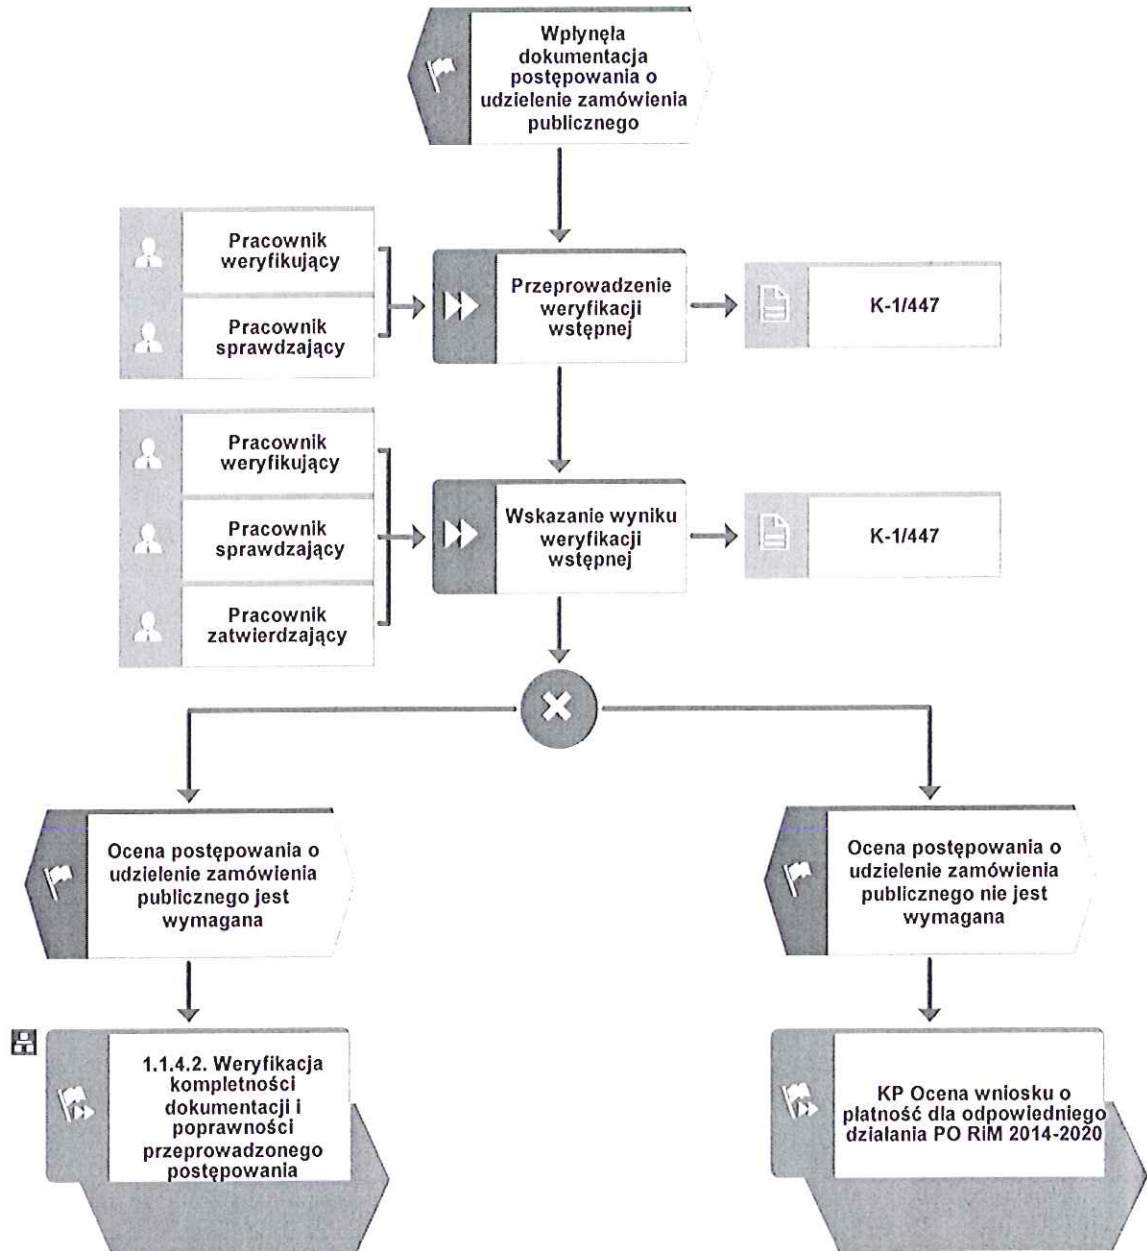 Wpłynęła
dokumentacja
postępowania o
udzielenie zamówienia
publicznego
Pracownik
weryfikujący
Pracownik
sprawdzający
Przeprowadzenie
weryfikacji
wstępnej
K-1/447
Pracownik
weryfikujący
Pracownik
sprawdzający
Pracownik
zatwierdzający
Wskazanie wyniku
weryfikacji
wstępnej
K-1/447
Ocena postępowania o
udzielenie zamówienia
publicznego jest
wymagana
Ocena postępowania o
udzielenie zamówienia
publicznego nie jest
wymagana
1.1.4.2. Weryfikacja
kompletności
dokumentacji i
poprawności
przeprowadzonego
postępowania
KP Ocena wniosku o
płatność dla odpowiedniego
działania PO RiM 2014-2020